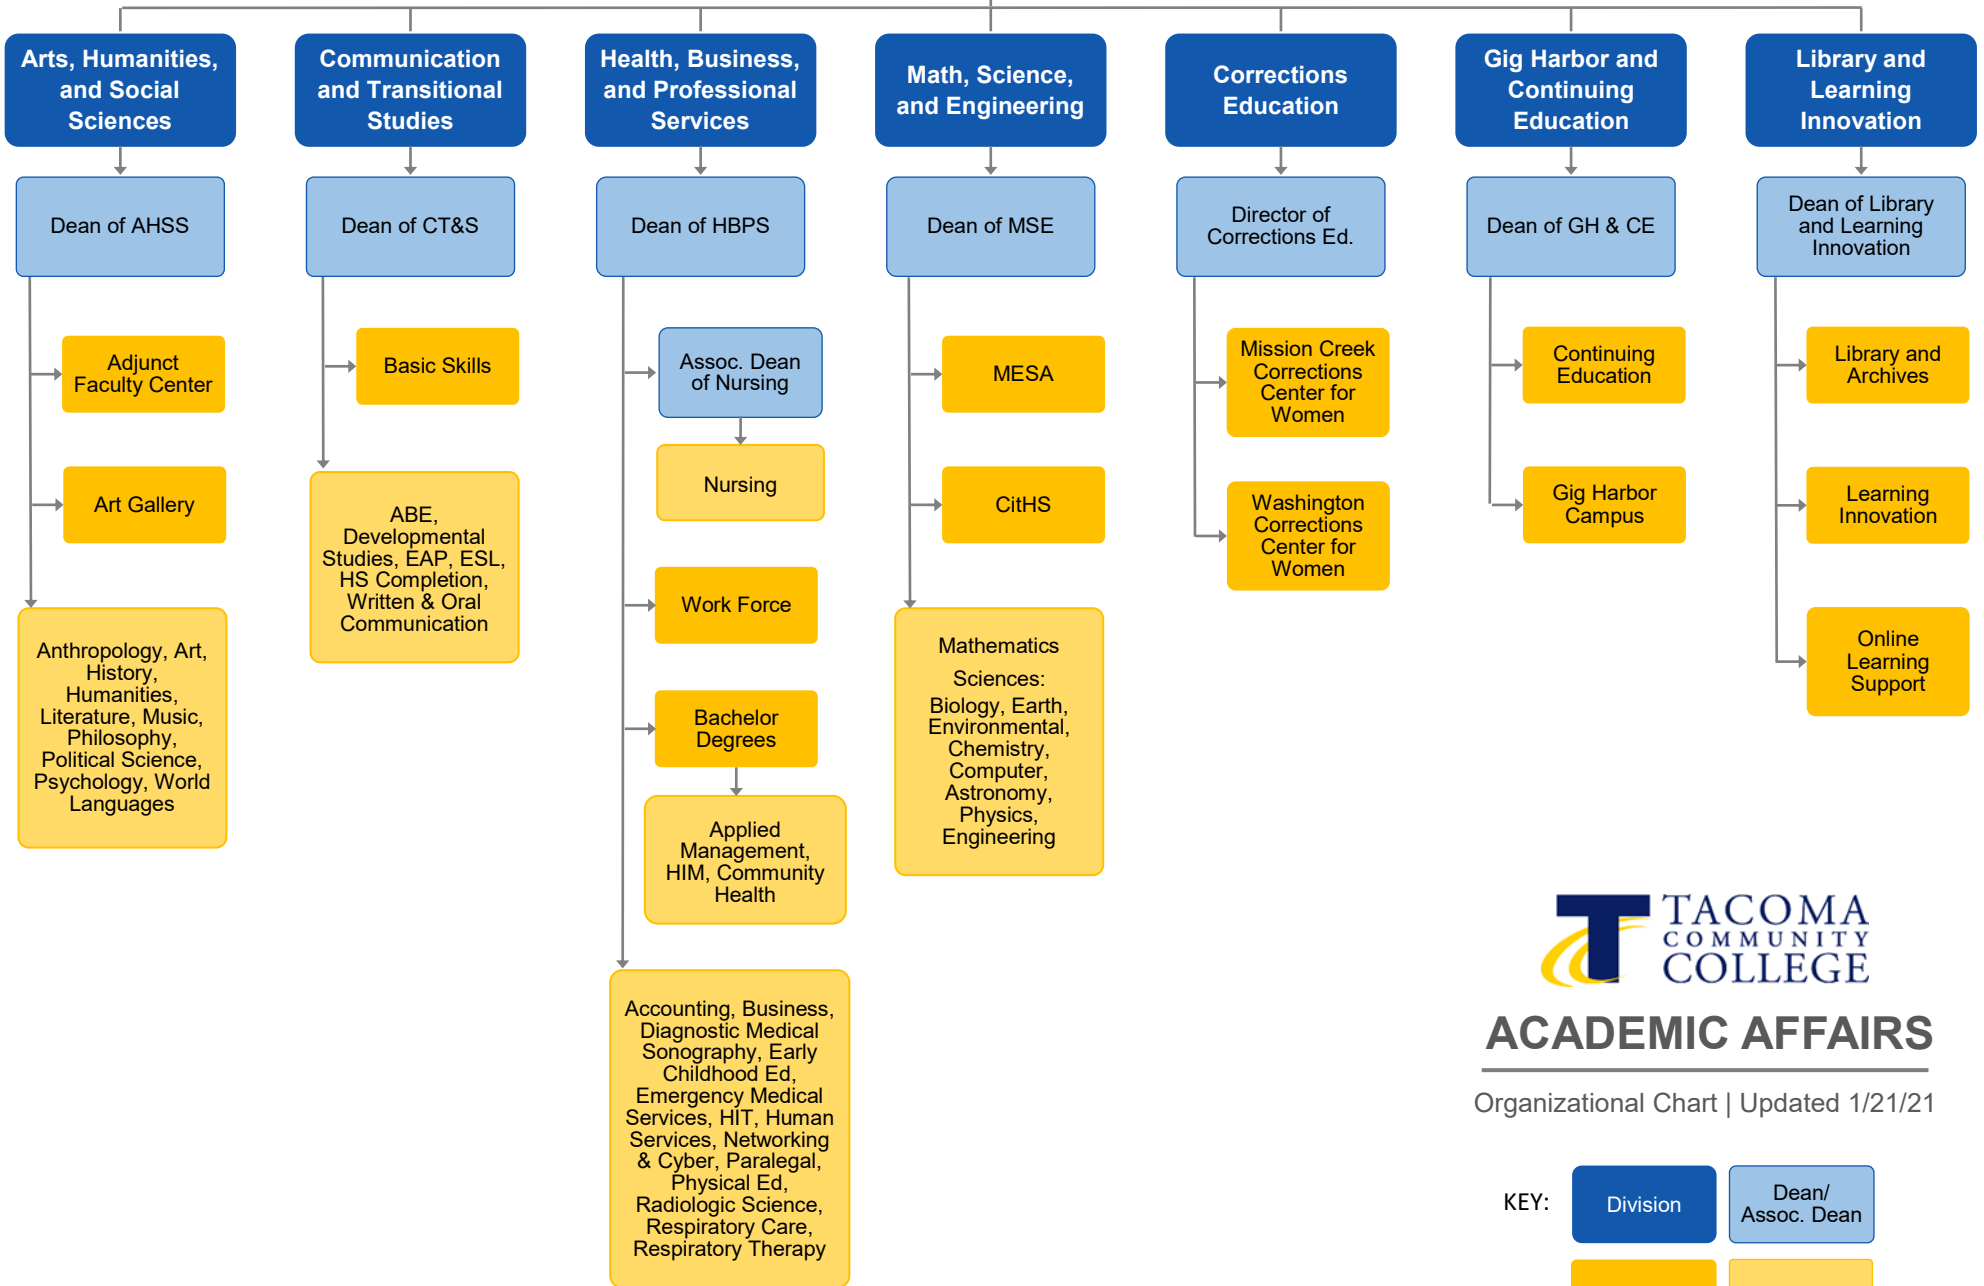 Arts, Humanities,
and Social
Sciences
Communication
and Transitional
Studies
Health, Business,
and Professional
Services
Math, Science,
and Engineering
Corrections
Education
Gig Harbor and
Continuing
Education
Library and
Learning
Innovation
Dean of AHSS
Dean of CT&S
Dean of HBPS
Dean of MSE
Director of
Corrections Ed.
Dean of GH & CE
Dean of Library
and Learning
Innovation
Adjunct
Faculty Center
Art Gallery
Anthropology, Art,
History,
Humanities,
Literature, Music,
Philosophy,
Political Science,
Psychology, World
Languages
Basic Skills
ABE,
Developmental
Studies, EAP, ESL,
HS Completion,
Written & Oral
Communication
Assoc. Dean
of Nursing
Nursing
Work Force
Bachelor
Degrees
Applied
Management,
HIM, Community
Health
Accounting, Business,
Diagnostic Medical
Sonography, Early
Childhood Ed,
Emergency Medical
Services, HIT, Human
Services, Networking
& Cyber, Paralegal,
Physical Ed,
Radiologic Science,
Respiratory Care,
Respiratory Therapy
MESA
CitHS
Mathematics
Sciences:
Biology, Earth,
Environmental,
Chemistry,
Computer,
Astronomy,
Physics,
Engineering
Mission Creek
Corrections
Center for
Women
Washington
Corrections
Center for
Women
Continuing
Education
Gig Harbor
Campus
Library and
Archives
Learning
Innovation
Online
Learning
Support
T TACOMA
COMMUNITY
COLLEGE
ACADEMIC AFFAIRS
Organizational Chart | Updated 1/21/21
KEY:
Division
Dean/
Assoc. Dean